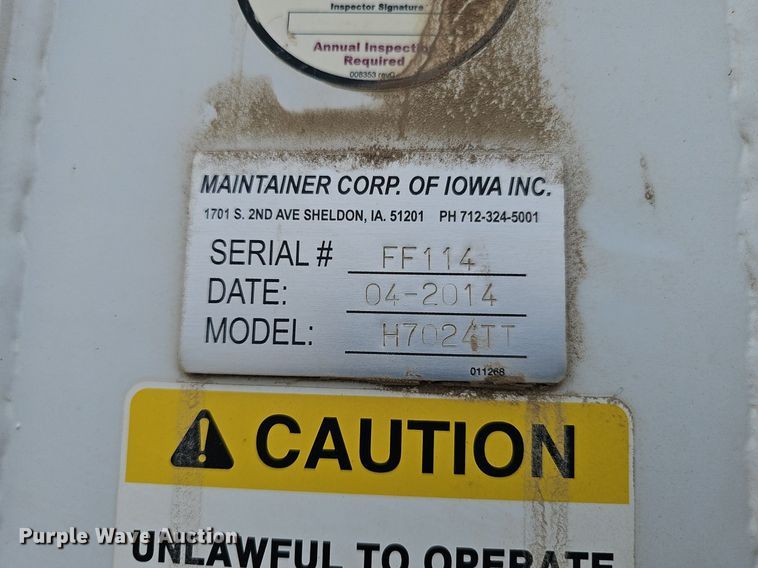 Inspector Signature
Annual Inspection
Required
MAINTAINER CORP. OF IOWA INC.
1701 S. 2ND AVE SHELDON, IA. 51201 PH 712-324-5001
SERIAL # FF114
DATE: 04-2014
MODEL: H7024TT
011268
CAUTION
UNLAWFUL TO OPERATE
Purple Wave Auction